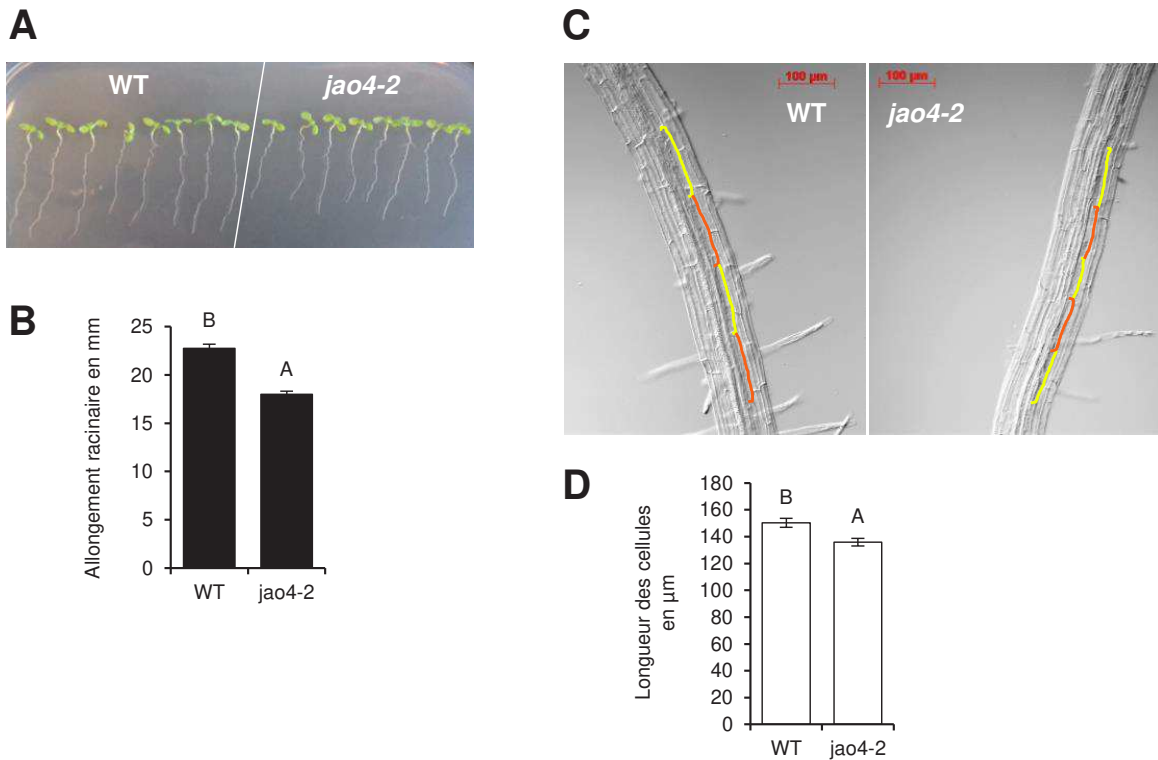 A
WT
jao4-2
B
25
20
15
10
5
0
Allongement racinaire en mm
B
A
WT
jao4-2
C
100 µm
WT
100 µm
jao4-2
D
180
160
140
120
100
80
60
40
20
0
Longueur des cellules
en µm
B
A
WT
jao4-2